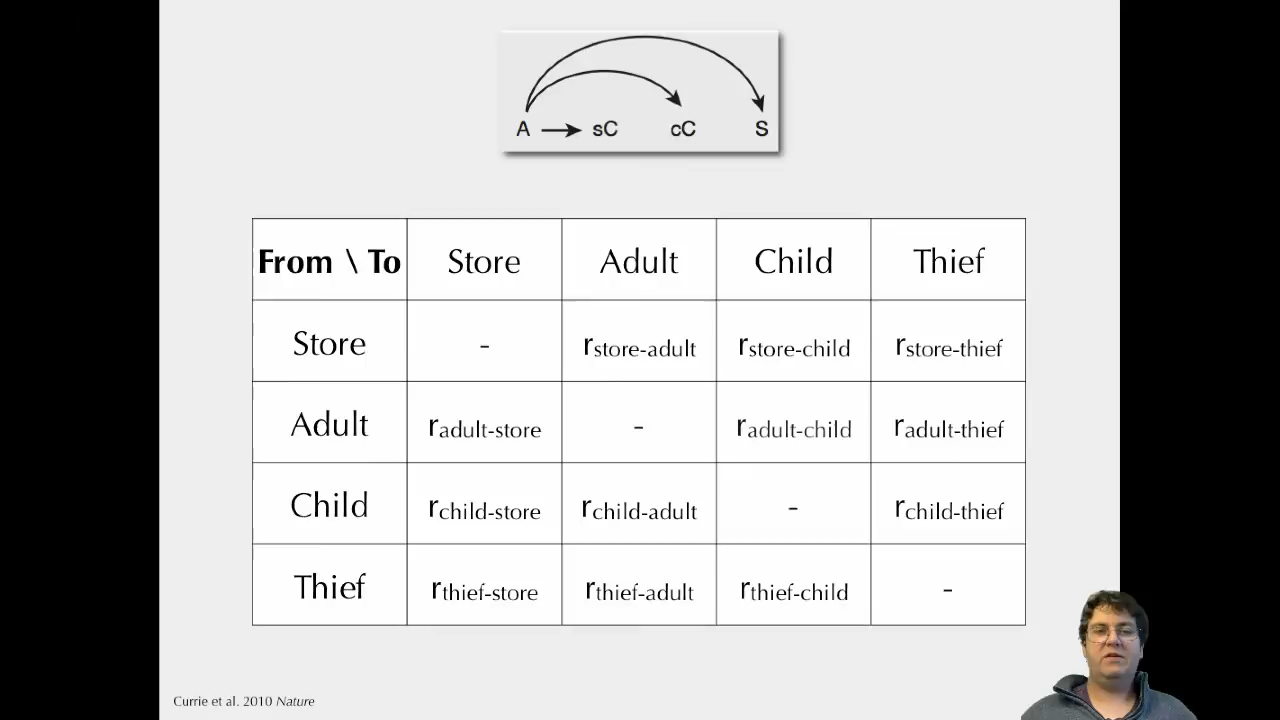 A sC cC S
From \ To Store Adult Child Thief
Store - rstore-adult rstore-child rstore-thief
Adult radult-store - radult-child radult-thief
Child rchild-store rchild-adult - rchild-thief
Thief rthief-store rthief-adult rthief-child -
Currie et al. 2010 Nature